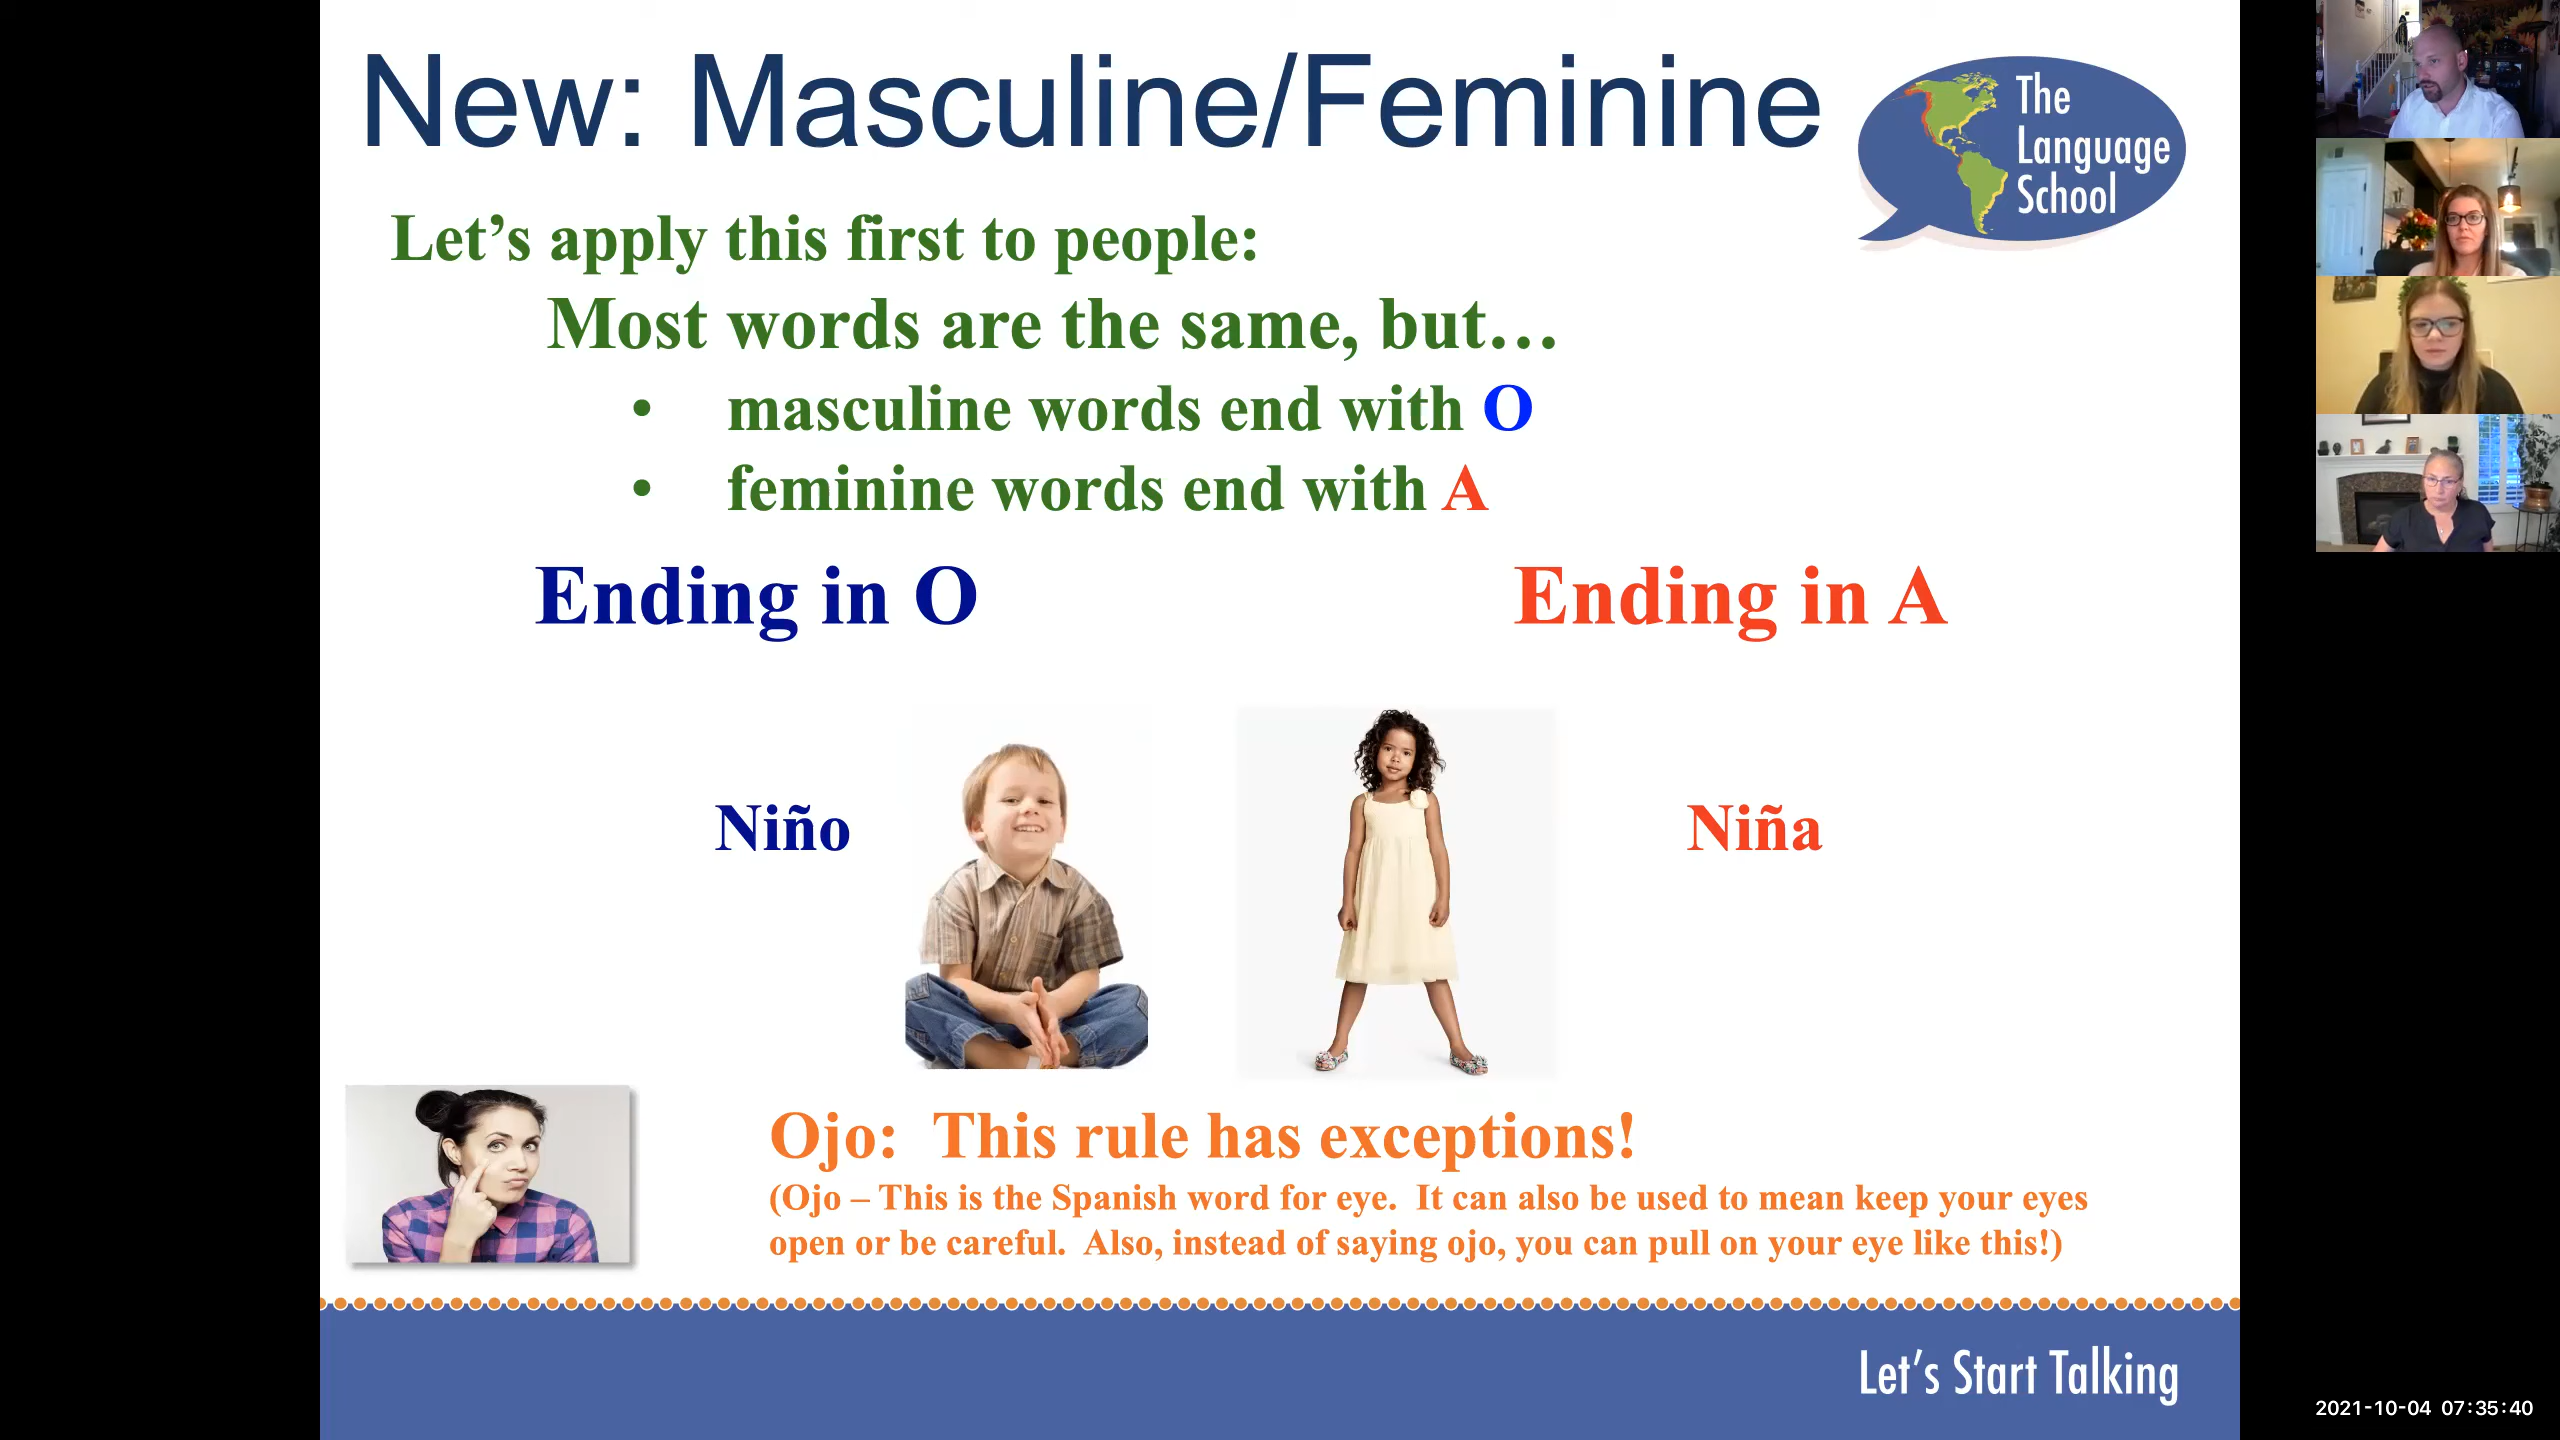 New: Masculine/Feminine
The
Language
School
Let’s apply this first to people:
Most words are the same, but…
• masculine words end with O
• feminine words end with A
Ending in O
Ending in A
Niño
Niña
Ojo:  This rule has exceptions!
(Ojo – This is the Spanish word for eye.  It can also be used to mean keep your eyes
open or be careful.  Also, instead of saying ojo, you can pull on your eye like this!)
Let’s Start Talking
2021-10-04 07:35:40